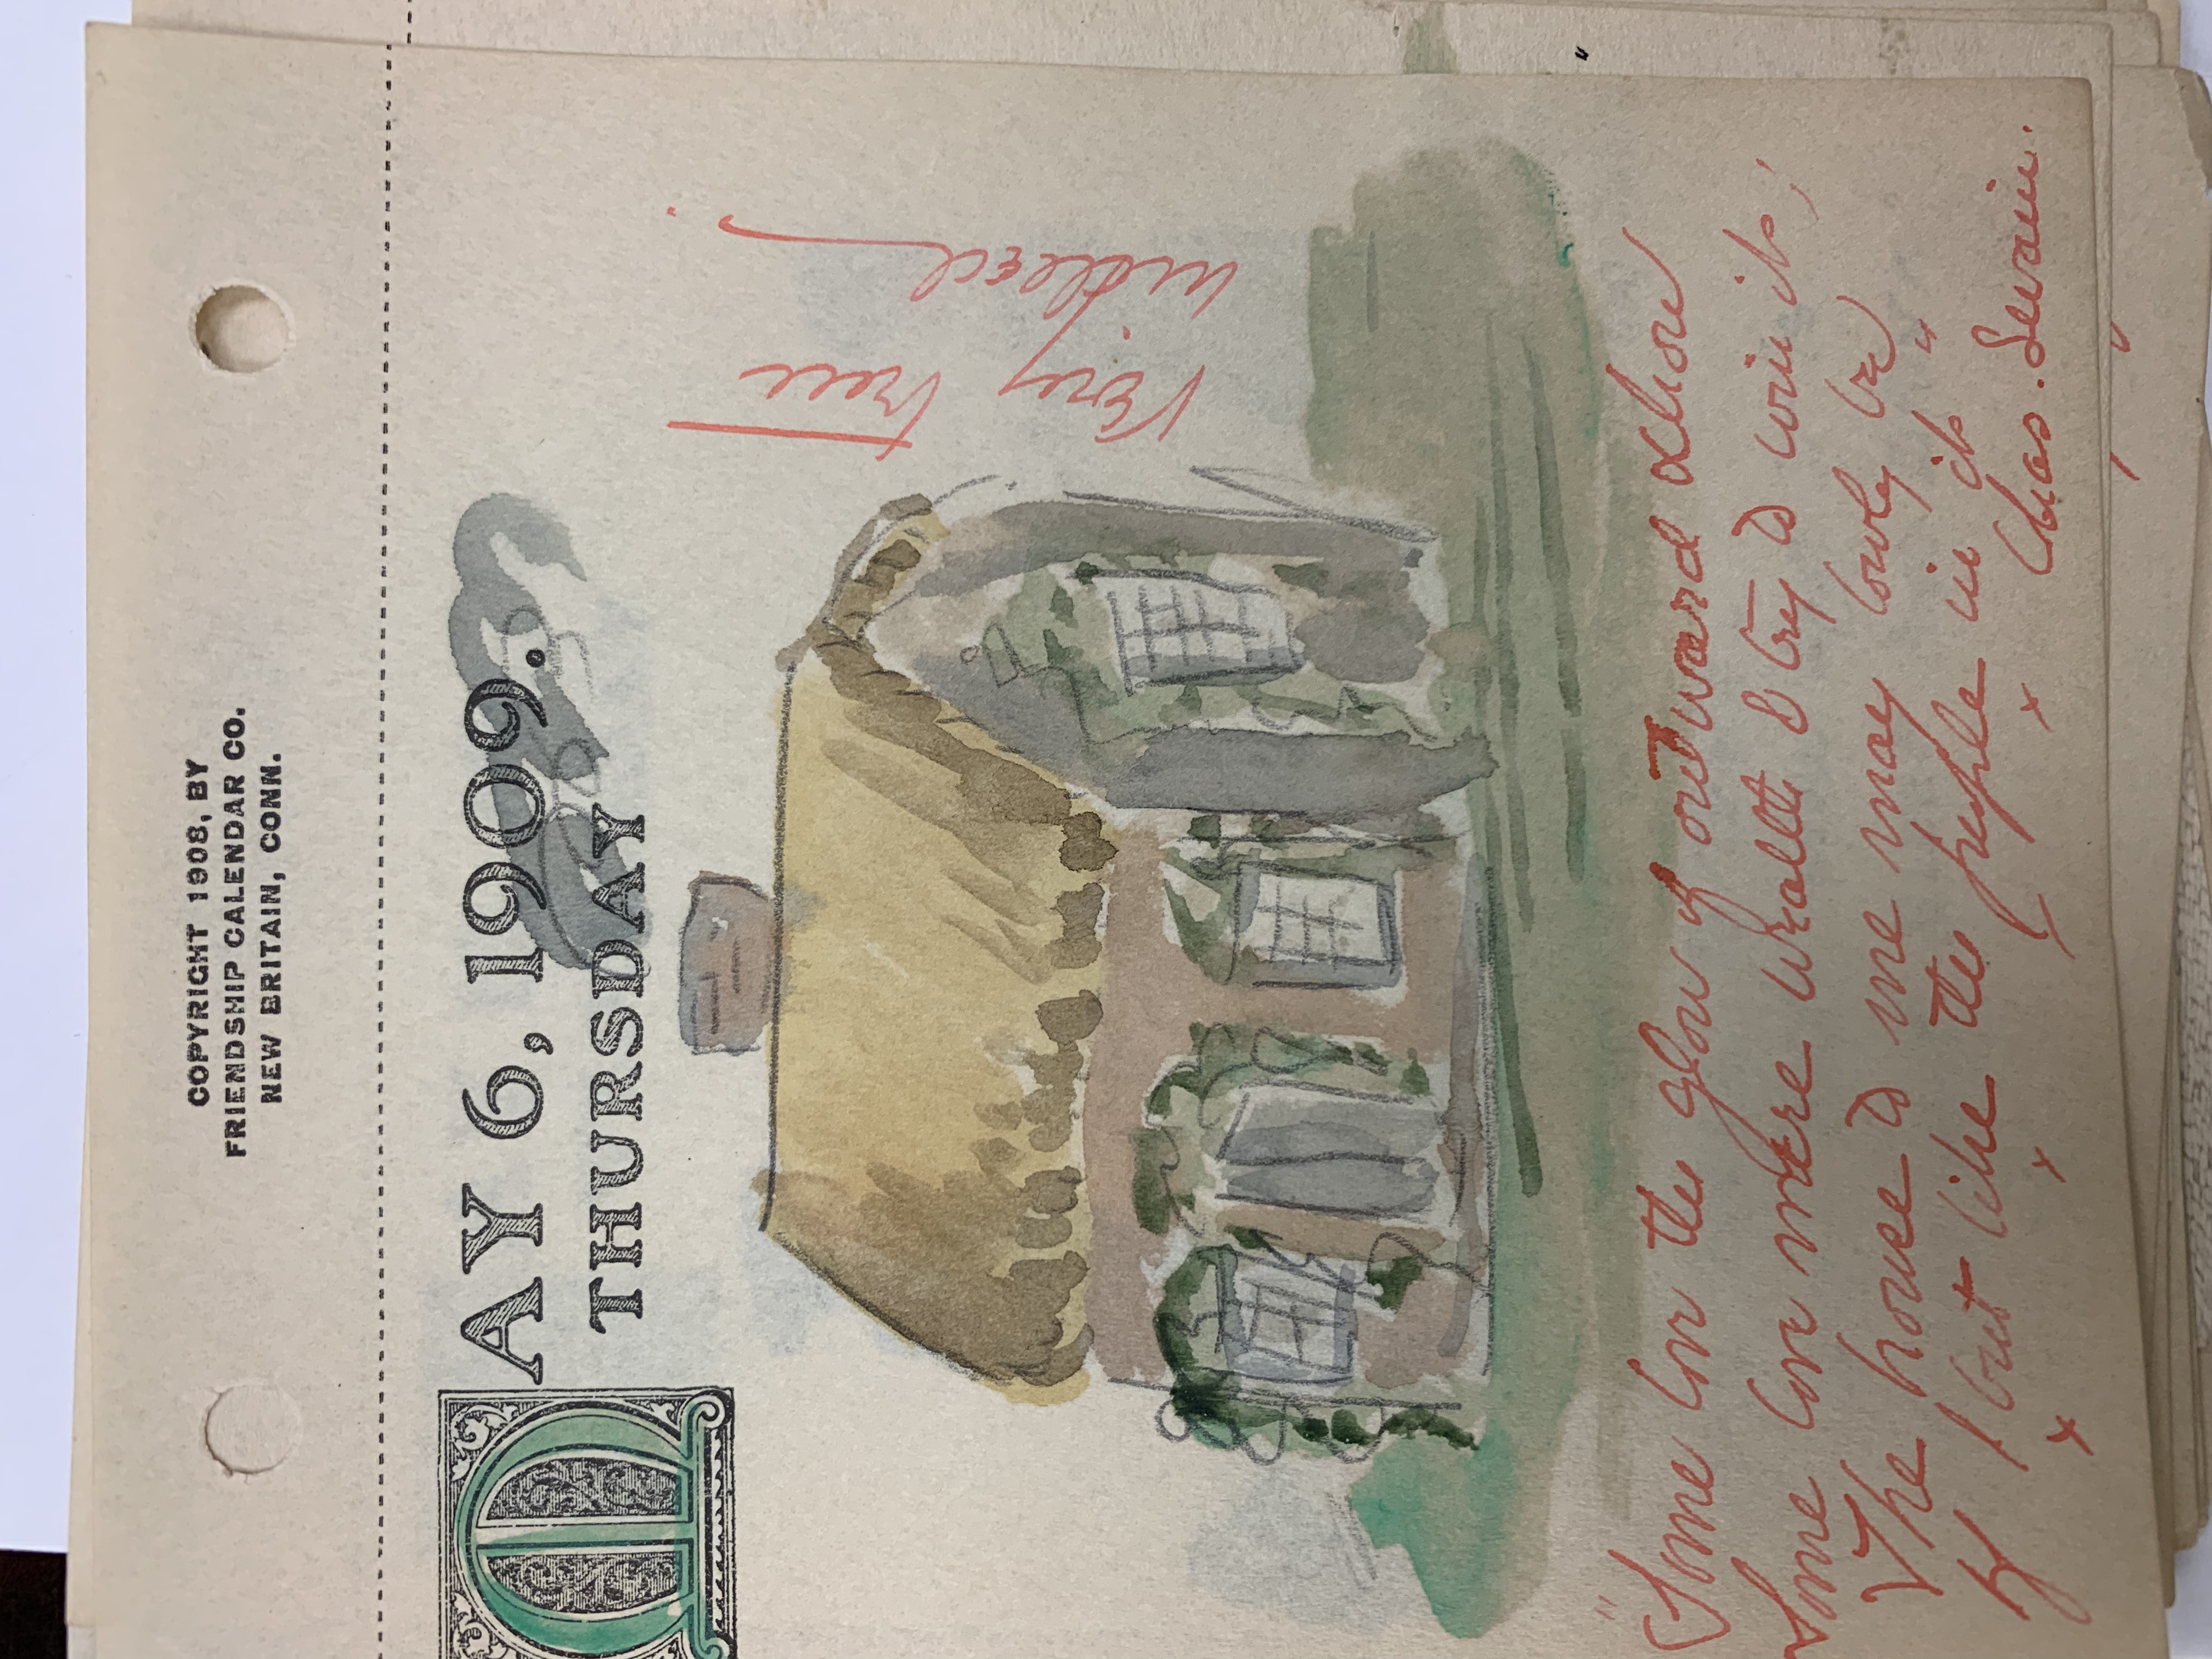 COPYRIGHT 1908, BY
FRIENDSHIP CALENDAR CO.
NEW BRITAIN, CONN.
MAY 6, 1909.
THURSDAY
Very true
indeed
"Some love the glow of outward show
Some love mere wealth & try to win it;
The house to me may lowly be
If I but like the people in it"
x x x x Chas. Swain.